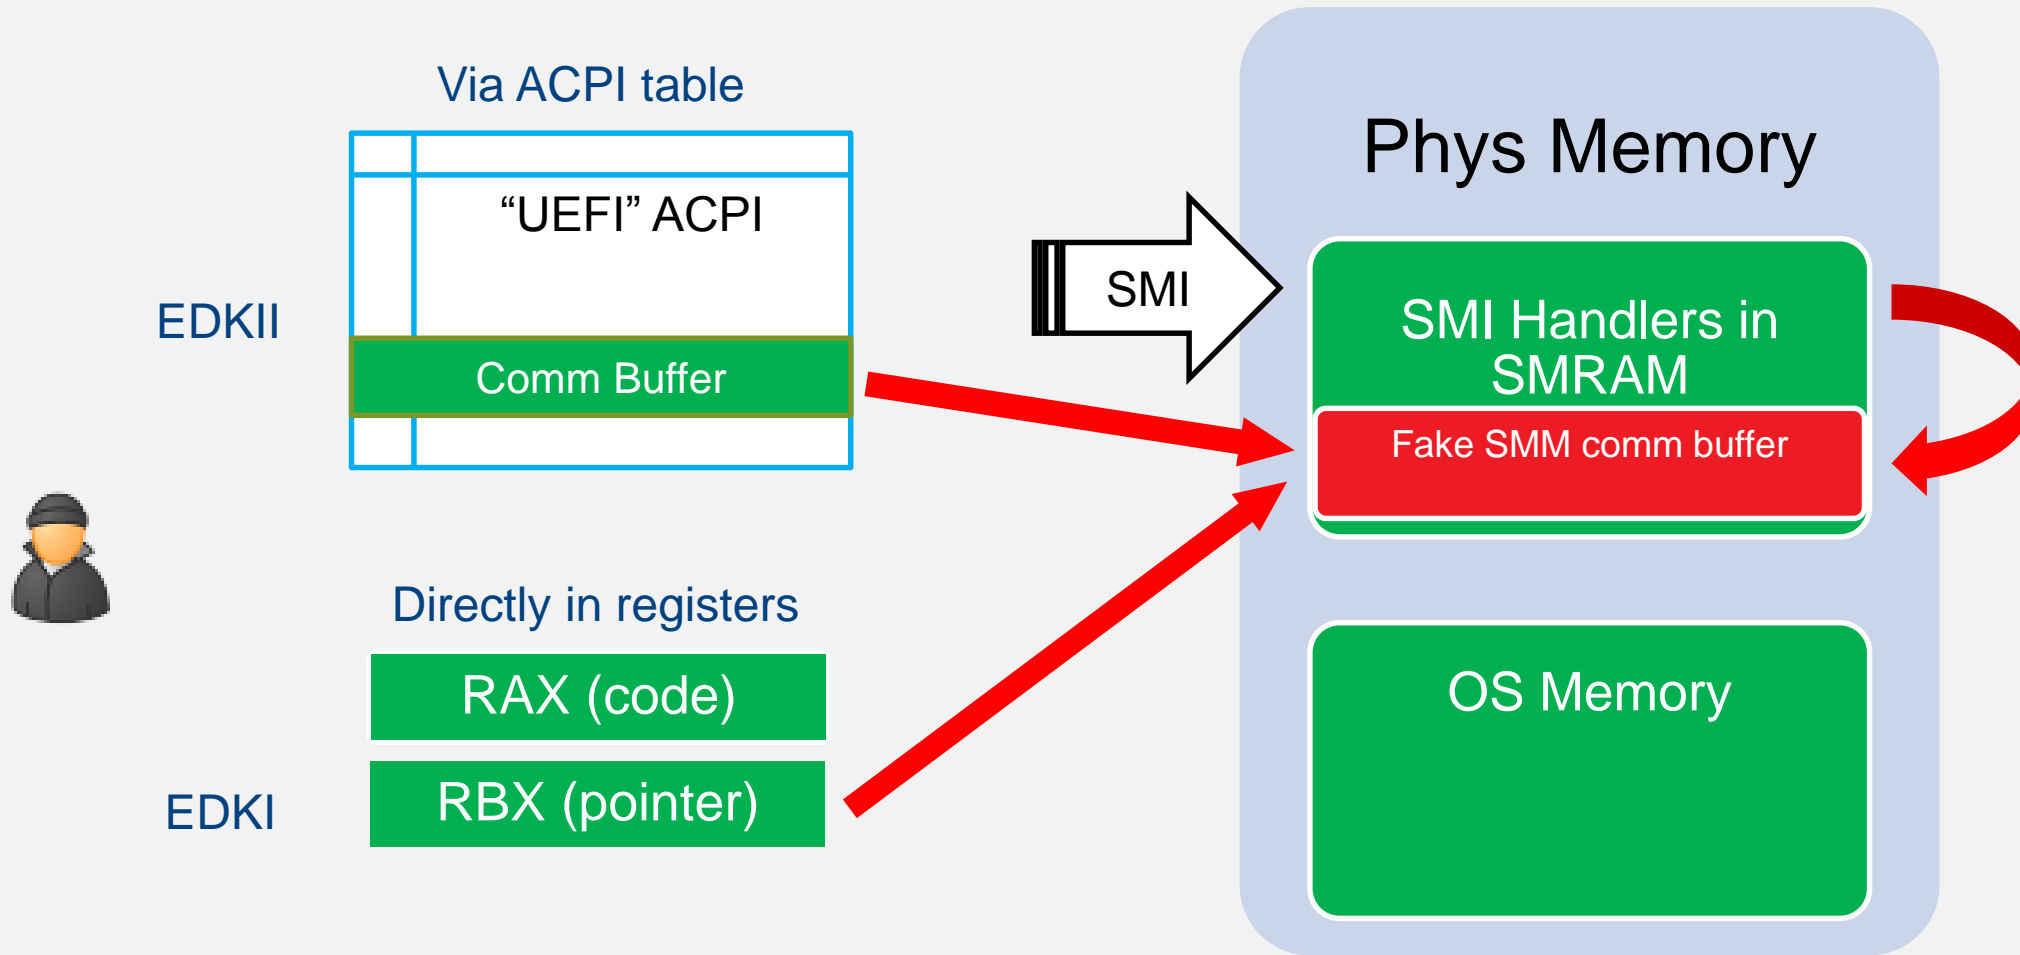 Via ACPI table
“UEFI” ACPI
EDKII
Comm Buffer
Directly in registers
RAX (code)
EDKI
RBX (pointer)
SMI
Phys Memory
SMI Handlers in
SMRAM
Fake SMM comm buffer
OS Memory